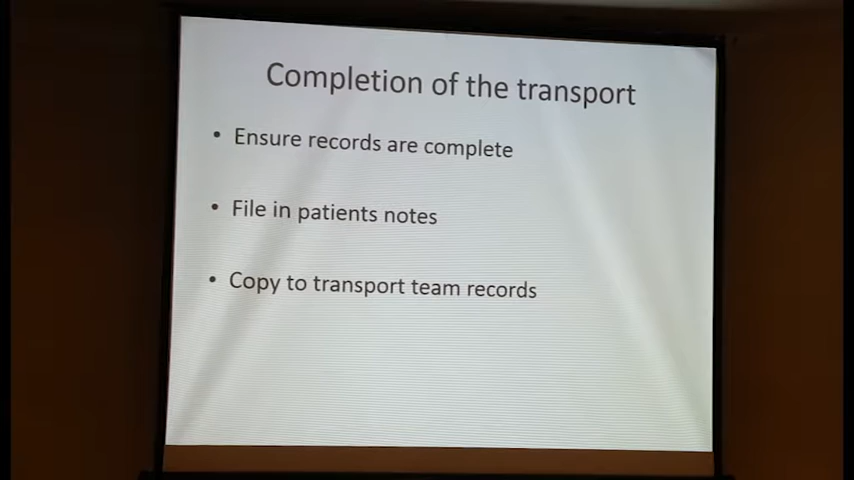 Completion of the transport
• Ensure records are complete
• File in patients notes
• Copy to transport team records